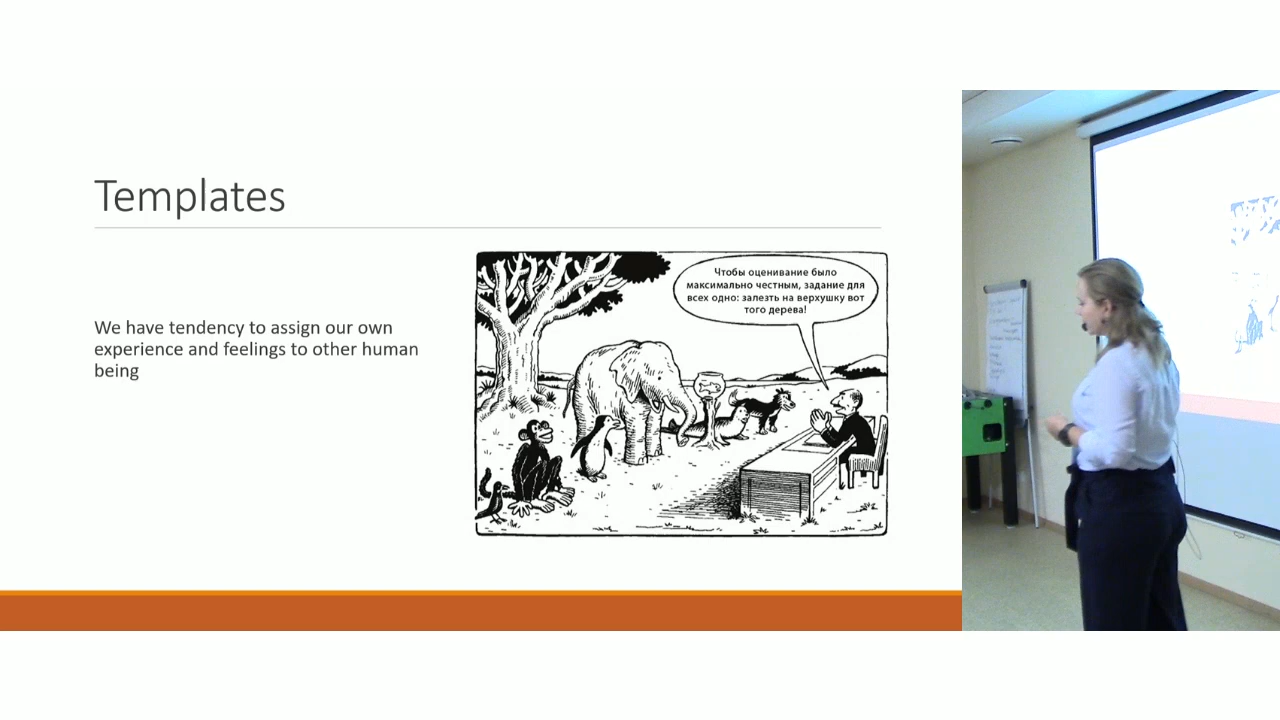 Templates
We have tendency to assign our own
experience and feelings to other human
being
Чтобы оценивание было
максимально честным, задание для
всех одно: залезть на верхушку вот
того дерева!